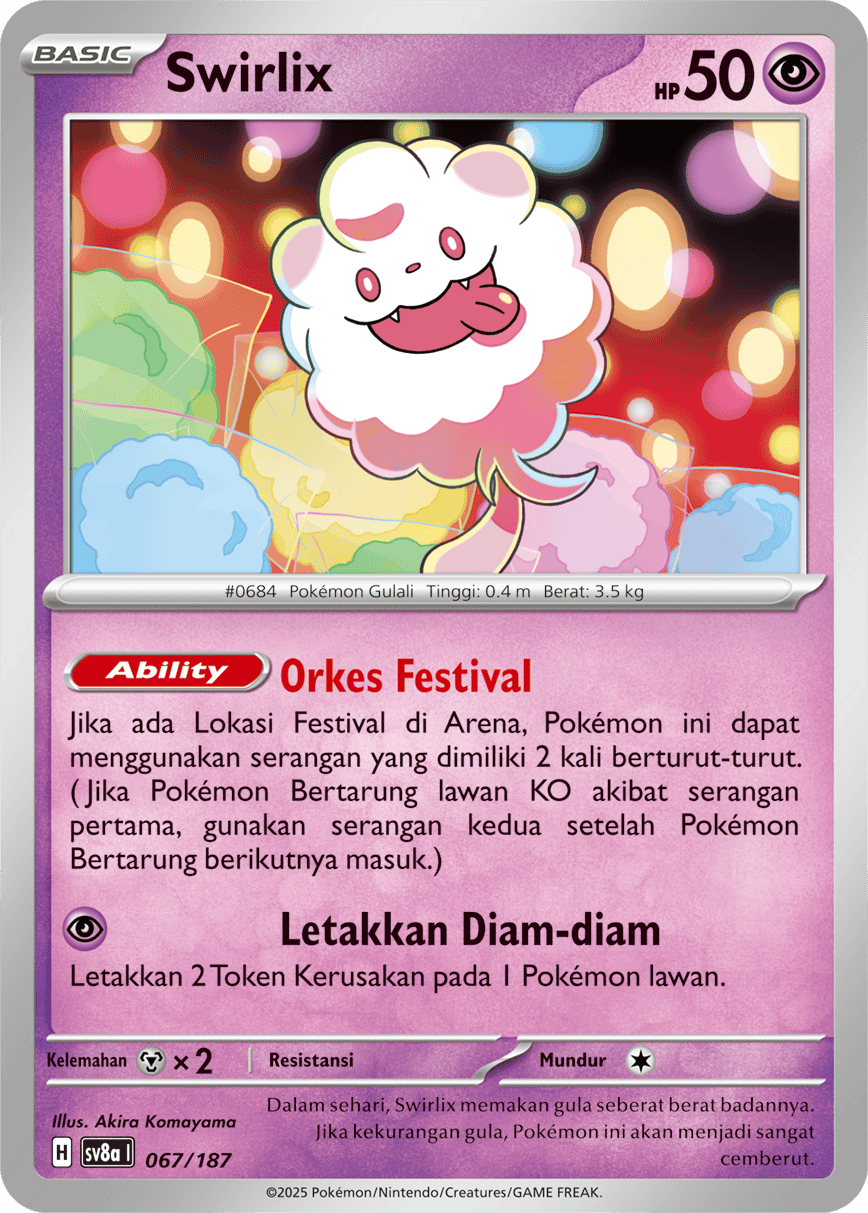 BASIC
Swirlix
HP 50
#0684 Pokémon Gulali Tinggi: 0.4 m Berat: 3.5 kg
Ability Orkes Festival
Jika ada Lokasi Festival di Arena, Pokémon ini dapat
menggunakan serangan yang dimiliki 2 kali berturut-turut.
(Jika Pokémon Bertarung lawan KO akibat serangan
pertama, gunakan serangan kedua setelah Pokémon
Bertarung berikutnya masuk.)
Letakkan Diam-diam
Letakkan 2 Token Kerusakan pada 1 Pokémon lawan.
Kelemahan ×2 Resistansi Mundur
Illus. Akira Komayama
H sv8a I 067/187
Dalam sehari, Swirlix memakan gula seberat berat badannya.
Jika kekurangan gula, Pokémon ini akan menjadi sangat
cemberut.
©2025 Pokémon/Nintendo/Creatures/GAME FREAK.